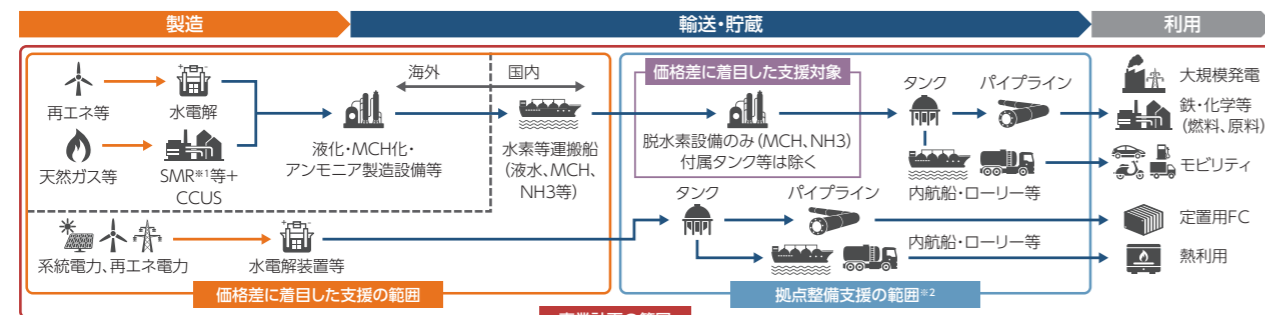 製造
輸送・貯蔵
利用
海外
国内
価格差に着目した支援対象
タンク
パイプライン
大規模発電
再エネ等
水電解
鉄・化学等
(燃料、原料)
液化・MCH化・
アンモニア製造設備等
水素等運搬船
(液水、MCH、
NH3等)
脱水素設備のみ(MCH、NH3)
付属タンク等は除く
天然ガス等
SMR※1等+
CCUS
内航船・ローリー等
モビリティ
タンク
パイプライン
定置用FC
内航船・ローリー等
系統電力、再エネ電力
水電解装置等
熱利用
価格差に着目した支援の範囲
拠点整備支援の範囲※2